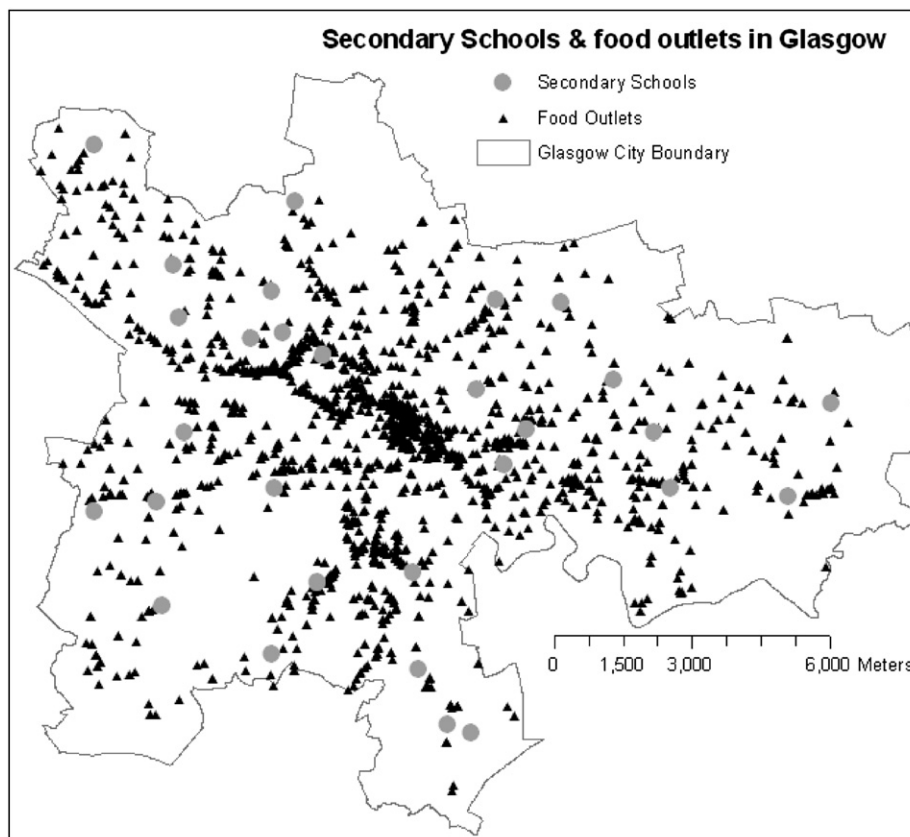 Secondary Schools & food outlets in Glasgow
Secondary Schools
Food Outlets
Glasgow City Boundary
0 1,500 3,000 6,000 Meters